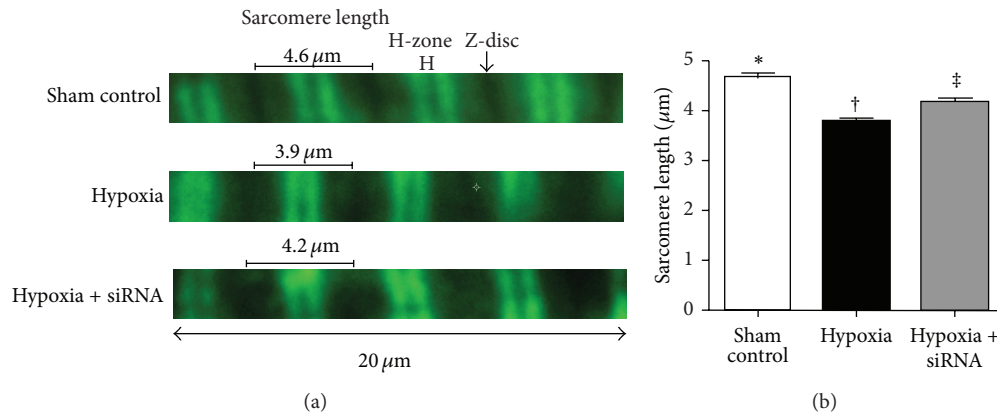 Sarcomere length
4.6 μm
H-zone
H
Z-disc
Sham control
3.9 μm
Hypoxia
4.2 μm
Hypoxia + siRNA
20 μm
(a)
Sarcomere length (μm)
5
4
3
2
1
0
*
†
‡
Sham control
Hypoxia
Hypoxia + siRNA
(b)